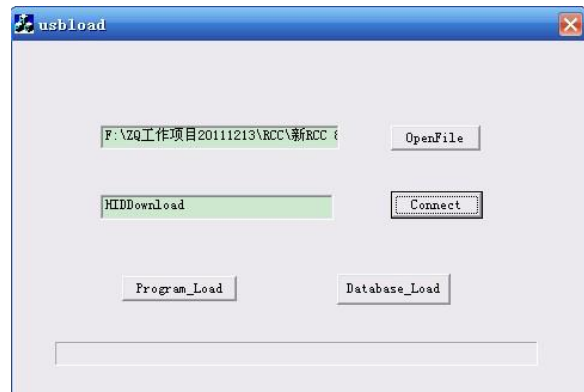 usbload
F:\ZQ工作项目20111213\RCC\新RCC 8
OpenFile
HIDDownload
Connect
Program_Load
Database_Load